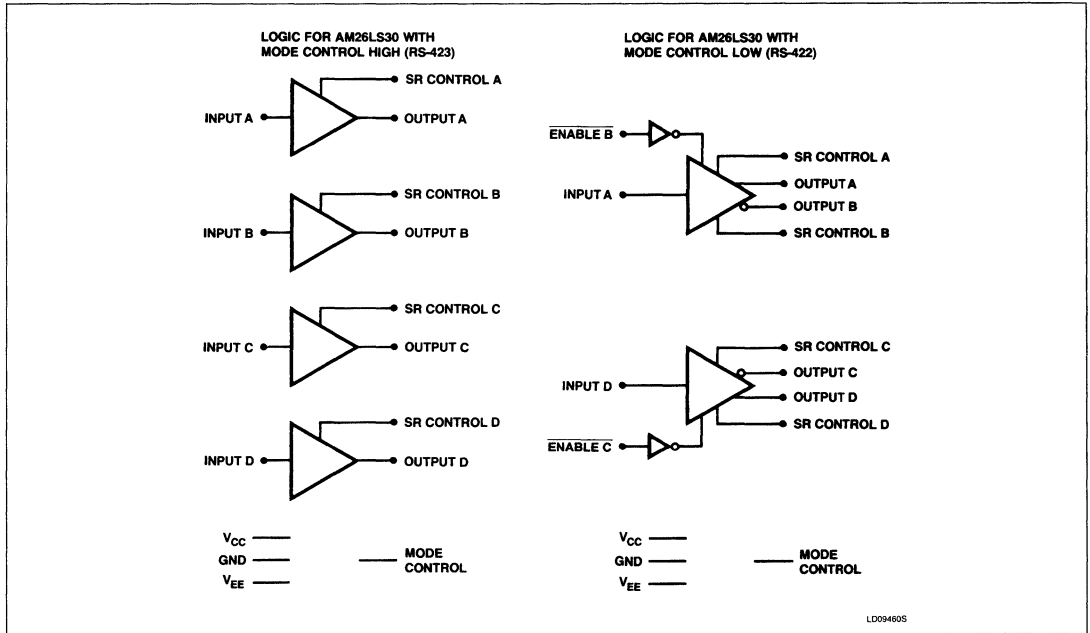 LOGIC FOR AM26LS30 WITH
MODE CONTROL HIGH (RS-423)
SR CONTROL A
INPUT A
OUTPUT A
SR CONTROL B
INPUT B
OUTPUT B
SR CONTROL C
INPUT C
OUTPUT C
SR CONTROL D
INPUT D
OUTPUT D
VCC
GND
VEE
MODE
CONTROL
LOGIC FOR AM26LS30 WITH
MODE CONTROL LOW (RS-422)
ENABLE B
SR CONTROL A
OUTPUT A
INPUT A
OUTPUT B
SR CONTROL B
SR CONTROL C
OUTPUT C
INPUT D
OUTPUT D
SR CONTROL D
ENABLE C
VCC
GND
VEE
MODE
CONTROL
LD09460S